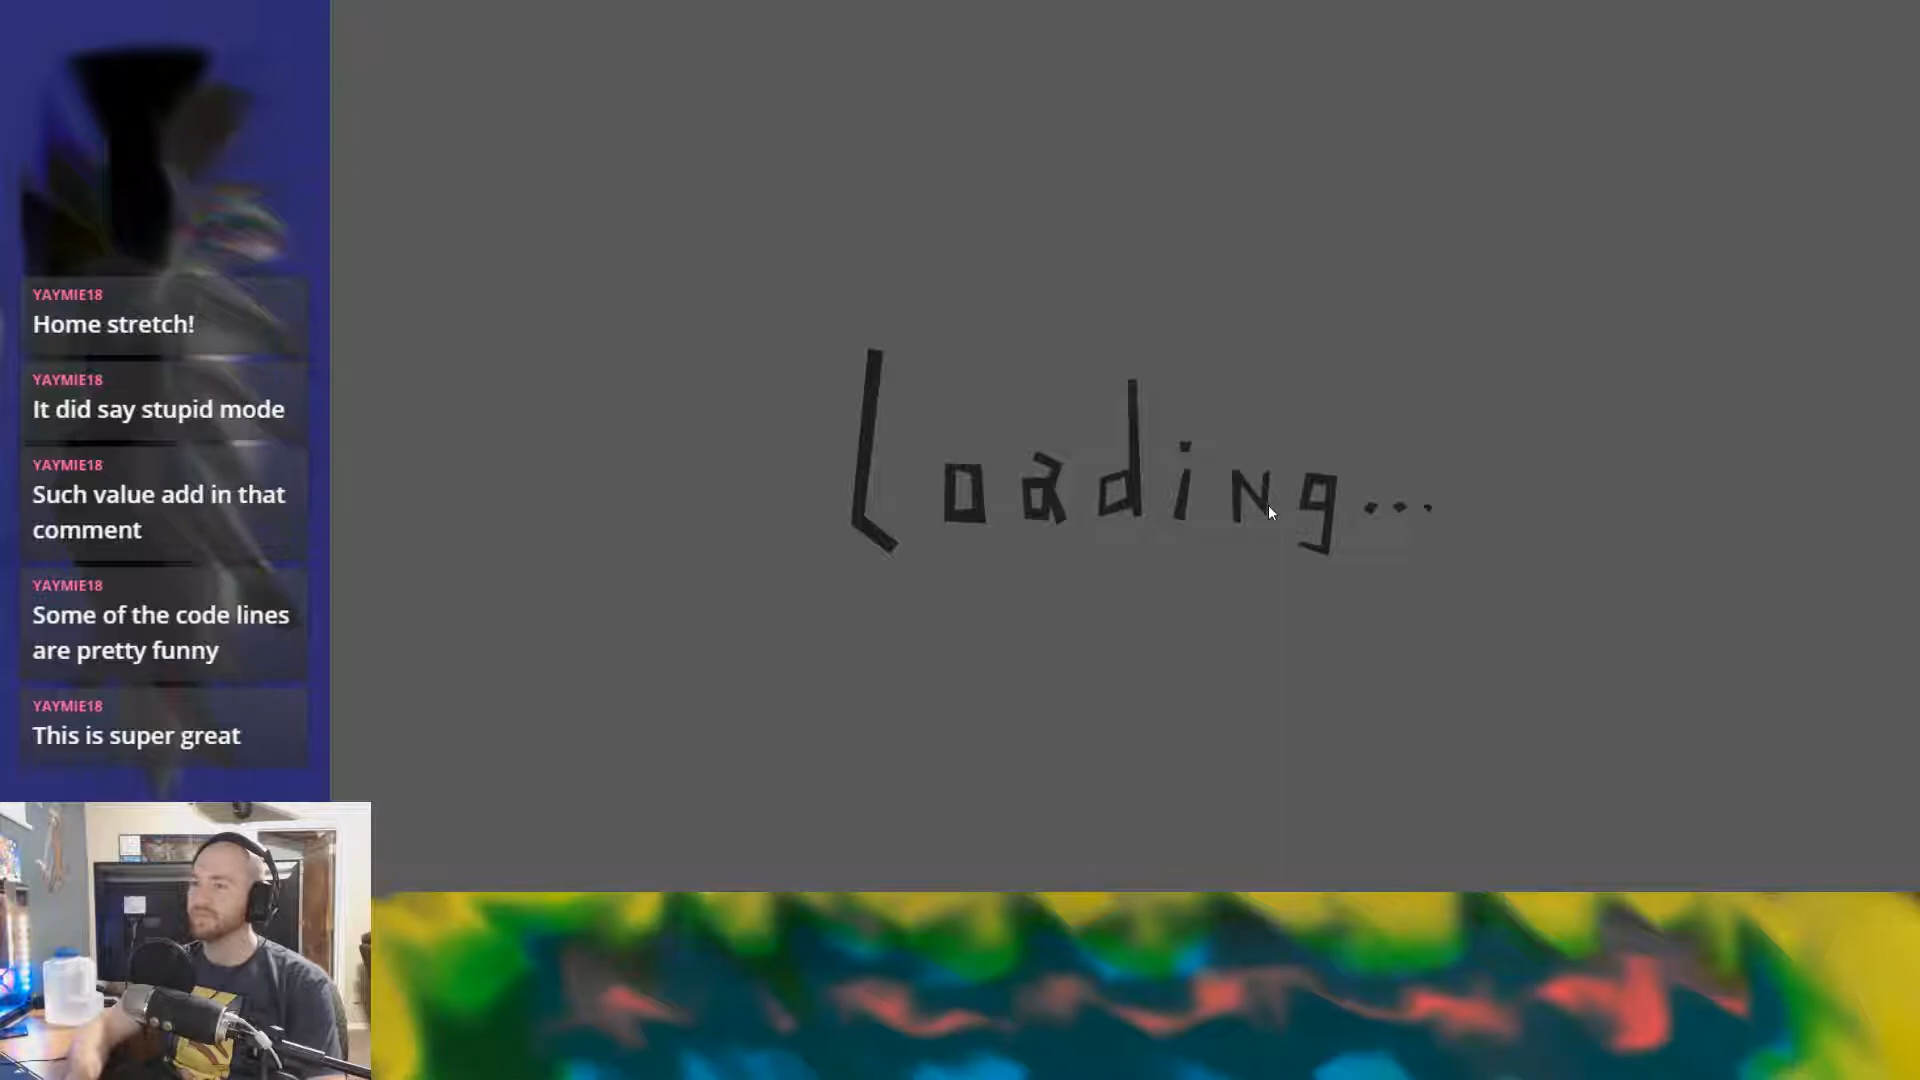 YAYMIE18
Home stretch!
YAYMIE18
It did say stupid mode
YAYMIE18
Such value add in that
comment
YAYMIE18
Some of the code lines
are pretty funny
YAYMIE18
This is super great
Loading...